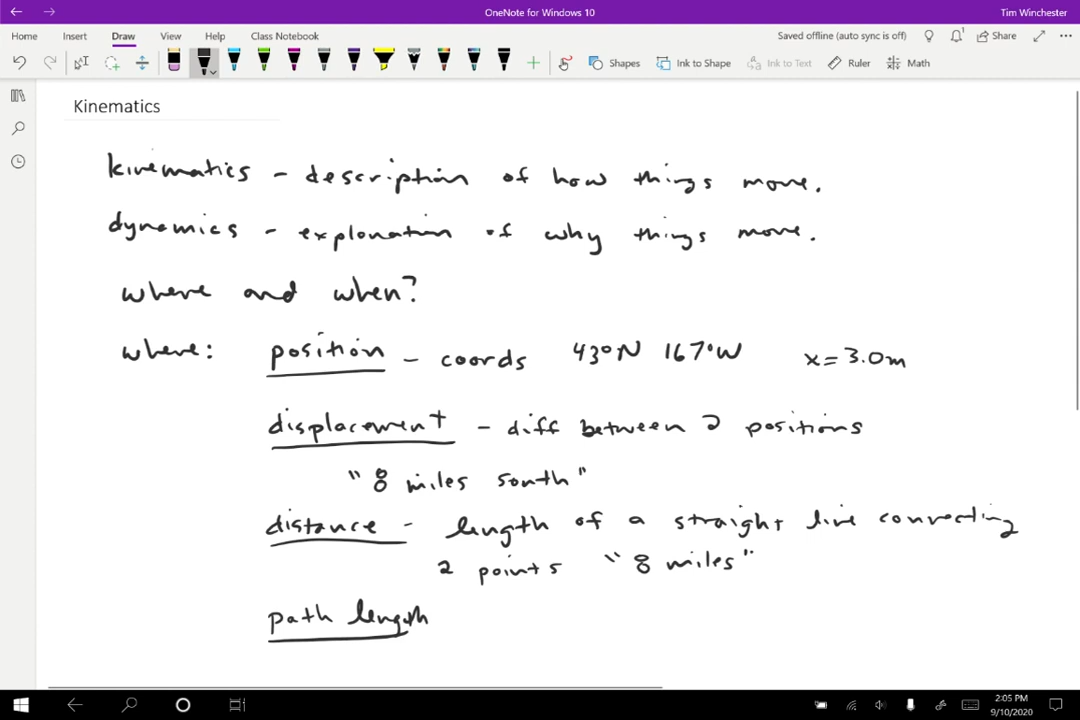 OneNote for Windows 10
Tim Winchester
Home Insert Draw View Help Class Notebook
Saved offline (auto sync is off) Share
Shapes Ink to Shape Ink to Text Ruler Math
Kinematics
kinematics - description of how things move.
dynamics - explanation of why things move.
where and when?
where: position - coords 43°N 167°W x = 3.0m
displacement - diff between 2 positions
"8 miles south"
distance - length of a straight line connecting
2 points "8 miles"
path length
2:05 PM
9/10/2020